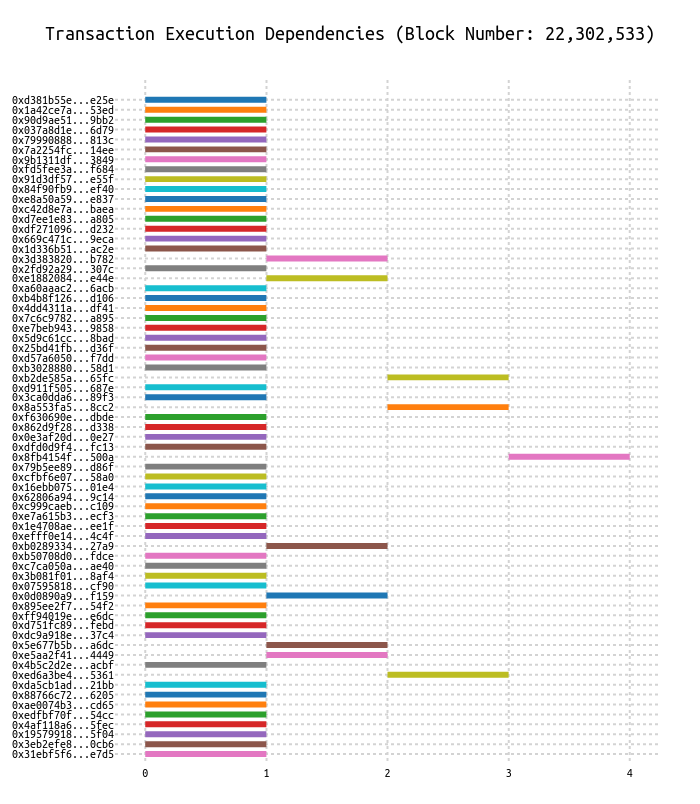 Transaction Execution Dependencies (Block Number: 22,302,533)
0xd381b55e...e25e
0x1a42ce7a...53ed
0x90d9ae51...9bb2
0x037a8d1e...6d79
0x79990888...813c
0x7a2254fc...14ee
0x9b1311df...3849
0xfd5fee3a...f684
0x91d3df57...e55f
0x84f90fb9...ef40
0xe8a50a59...e837
0xc42d8e7a...baea
0xd7ee1e83...a805
0xdf271096...d232
0x669c471c...9eca
0x1d336b51...ac2e
0x3d383820...b782
0x2fd92a29...307c
0xe1882084...e44e
0xa60aaac2...6acb
0xb4b8f126...d106
0x4dd4311a...df41
0x7c6c9782...a895
0xe7beb943...9858
0x5d9c61cc...8bad
0x25bd41fb...d36f
0xd57a6050...f7dd
0xb3028880...58d1
0xb2de585a...65fc
0xd911f505...687e
0x3ca0dda6...89f3
0x8a553fa5...8cc2
0xf630690e...dbde
0x862d9f28...d338
0x0e3af20d...0e27
0xdfd0d9f4...fc13
0x8fb4154f...500a
0x79b5ee89...d86f
0xcfbf6e07...58a0
0x16ebb075...01e4
0x62806a94...9c14
0xc999caeb...c109
0xe7a615b3...ecf3
0x1e4708ae...ee1f
0xefff0e14...4c4f
0xb0289334...27a9
0xb50708d0...fdce
0xc7ca050a...ae40
0x3b081f01...8af4
0x07595818...cf90
0x0d0890a9...f159
0x895ee2f7...54f2
0xff94019e...e6dc
0xd751fc89...febd
0xdc9a918e...37c4
0x5e677b5b...a6dc
0xe5aa2f41...4449
0x4b5c2d2e...acbf
0xed6a3be4...5361
0xda5cb1ad...21bb
0x88766c72...6205
0xae0074b3...cd65
0xedfbf70f...54cc
0x4af118a6...5fec
0x19579918...5f04
0x3eb2efe8...0cb6
0x31ebf5f6...e7d5
0 1 2 3 4